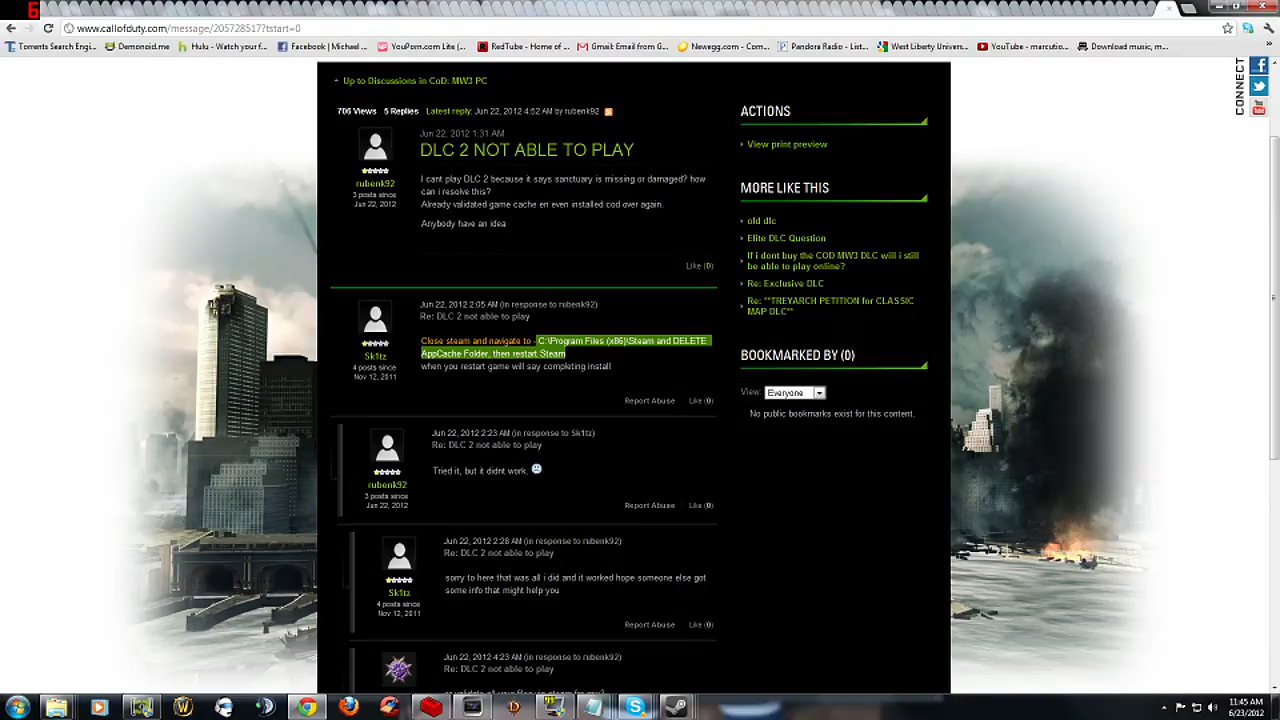 6
www.callofduty.com/message/205728517?tstart=0
Torrents Search Engi... Demonoid.me Hulu - Watch your f... Facebook | Michael ... YouPorn.com Lite (... RedTube - Home of ... Gmail: Email from G... Newegg.com - Com... Pandora Radio - List... West Liberty Univers... YouTube - marcutio... Download music, m...
CONNECT
Up to Discussions in CoD: MW3 PC
706 Views 5 Replies Latest reply: Jun 22, 2012 4:52 AM by rubenk92
Jun 22, 2012 1:31 AM
DLC 2 NOT ABLE TO PLAY
rubenk92
3 posts since
Jun 22, 2012
I cant play DLC 2 because it says sanctuary is missing or damaged? how
can i resolve this?
Already validated game cache en even installed cod over again.
Anybody have an idea
Like (0)
Jun 22, 2012 2:05 AM (in response to rubenk92)
Re: DLC 2 not able to play
Sk1tz
4 posts since
Nov 12, 2011
Close steam and navigate to - C:\Program Files (x86)\Steam and DELETE
AppCache Folder, then restart Steam
when you restart game will say completing install
Report Abuse Like (0)
Jun 22, 2012 2:23 AM (in response to Sk1tz)
Re: DLC 2 not able to play
rubenk92
3 posts since
Jun 22, 2012
Tried it, but it didnt work.
Report Abuse Like (0)
Jun 22, 2012 2:28 AM (in response to rubenk92)
Re: DLC 2 not able to play
Sk1tz
4 posts since
Nov 12, 2011
sorry to here that was all i did and it worked hope someone else got
some info that might help you
Report Abuse Like (0)
Jun 22, 2012 4:23 AM (in response to rubenk92)
Re: DLC 2 not able to play
ACTIONS
View print preview
MORE LIKE THIS
old dlc
Elite DLC Question
If i dont buy the COD MW3 DLC will i still
be able to play online?
Re: Exclusive DLC
Re: **TREYARCH PETITION for CLASSIC
MAP DLC**
BOOKMARKED BY (0)
View: Everyone
No public bookmarks exist for this content.
11:45 AM
6/23/2012